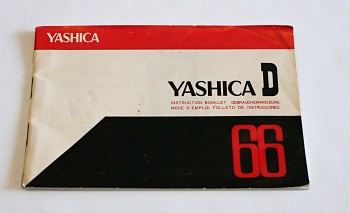 YASHICA
YASHICA D
INSTRUCTION BOOKLET GEBRAUCHSANWEISUNG
MODE D'EMPLOI FOLLETO DE INSTRUCCIONES
66